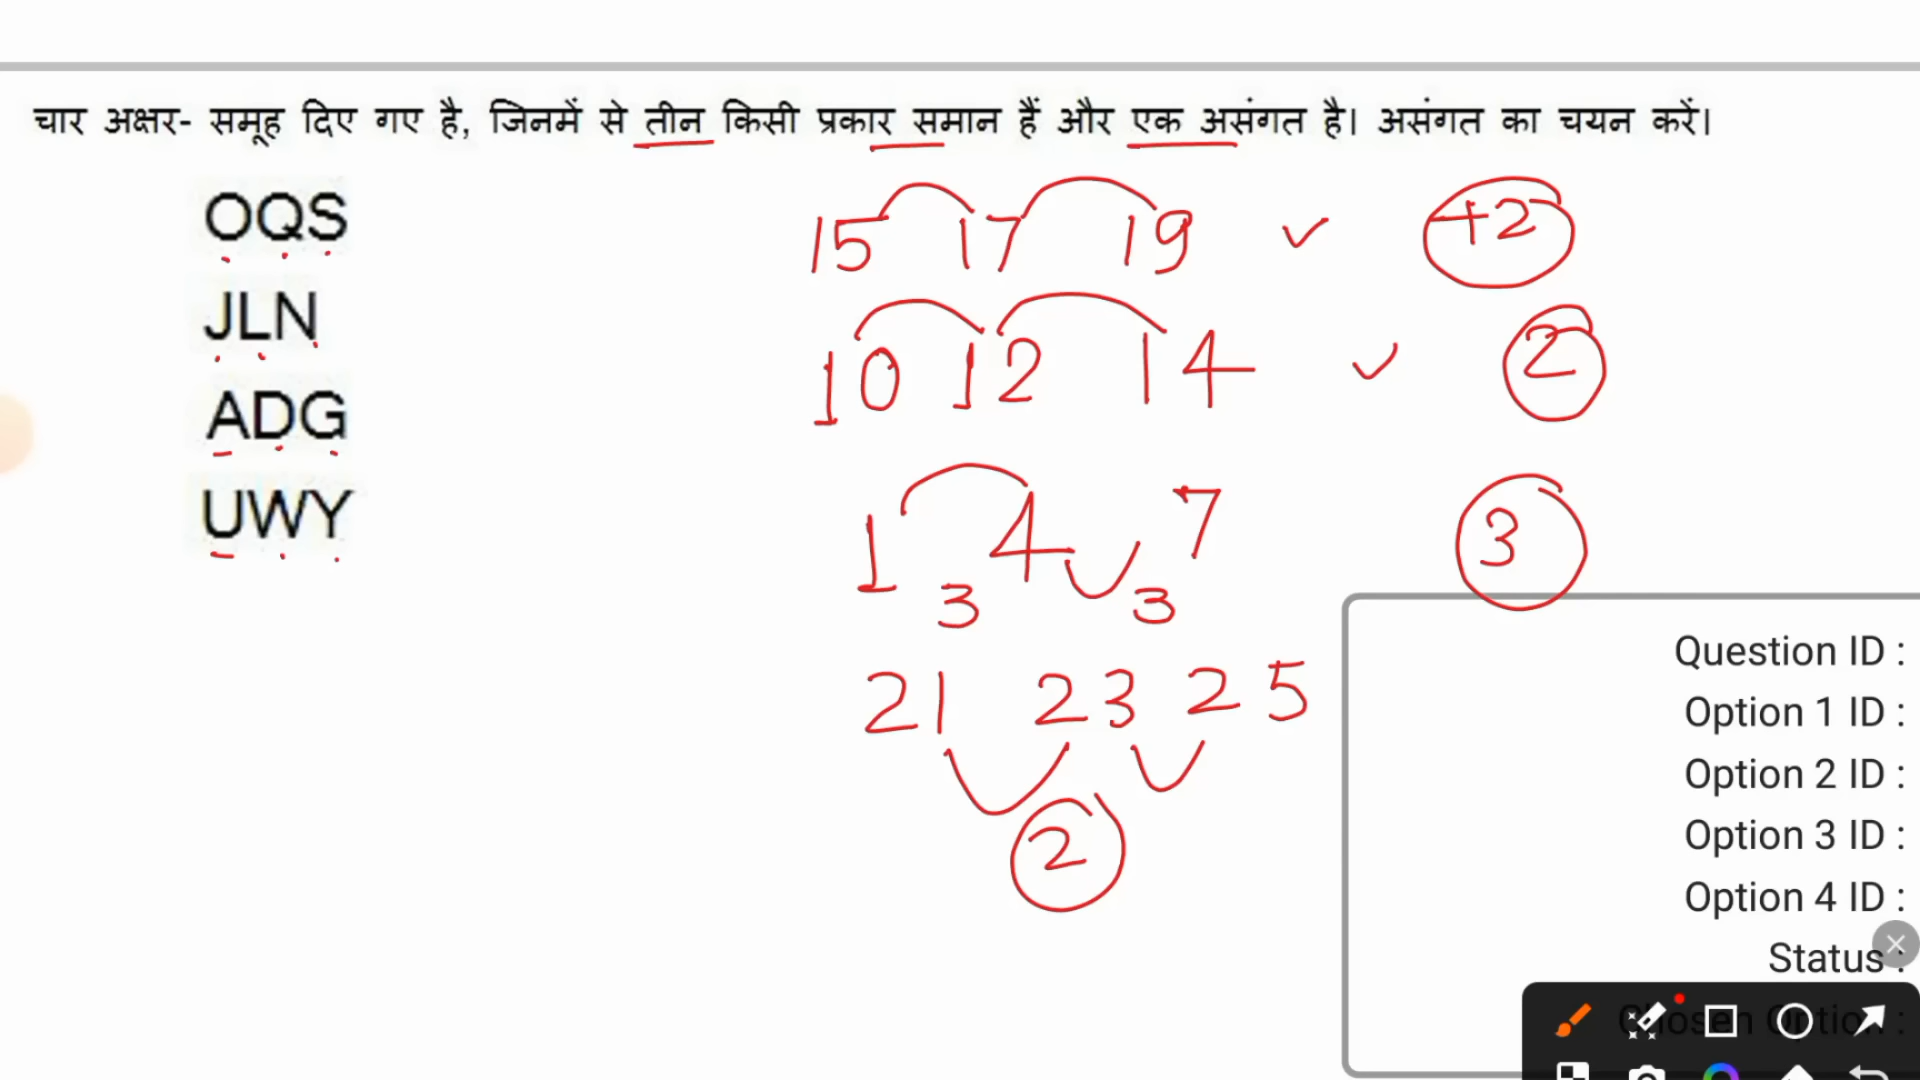 चार अक्षर- समूह दिए गए है, जिनमें से तीन किसी प्रकार समान हैं और एक असंगत है। असंगत का चयन करें।
OQS
15 17 19 +2
JLN
10 12 14 2
ADG
1 4 7 3
3 3
UWY
21 23 25
2
Question ID :
Option 1 ID :
Option 2 ID :
Option 3 ID :
Option 4 ID :
Status :
Chosen Option :